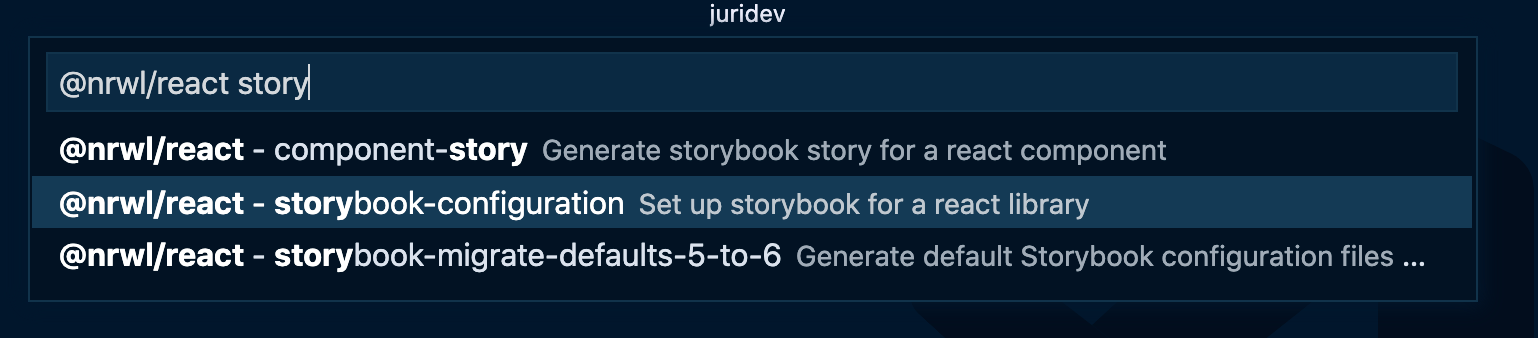 juridev
@nrwl/react story
@nrwl/react - component-story Generate storybook story for a react component
@nrwl/react - storybook-configuration Set up storybook for a react library
@nrwl/react - storybook-migrate-defaults-5-to-6 Generate default Storybook configuration files ...